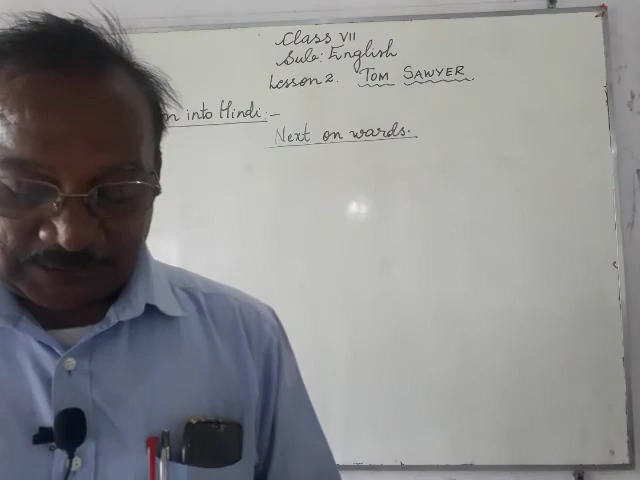 Class VII
Sub: English
Lesson 2. TOM SAWYER.
into Hindi:-
Next on wards.